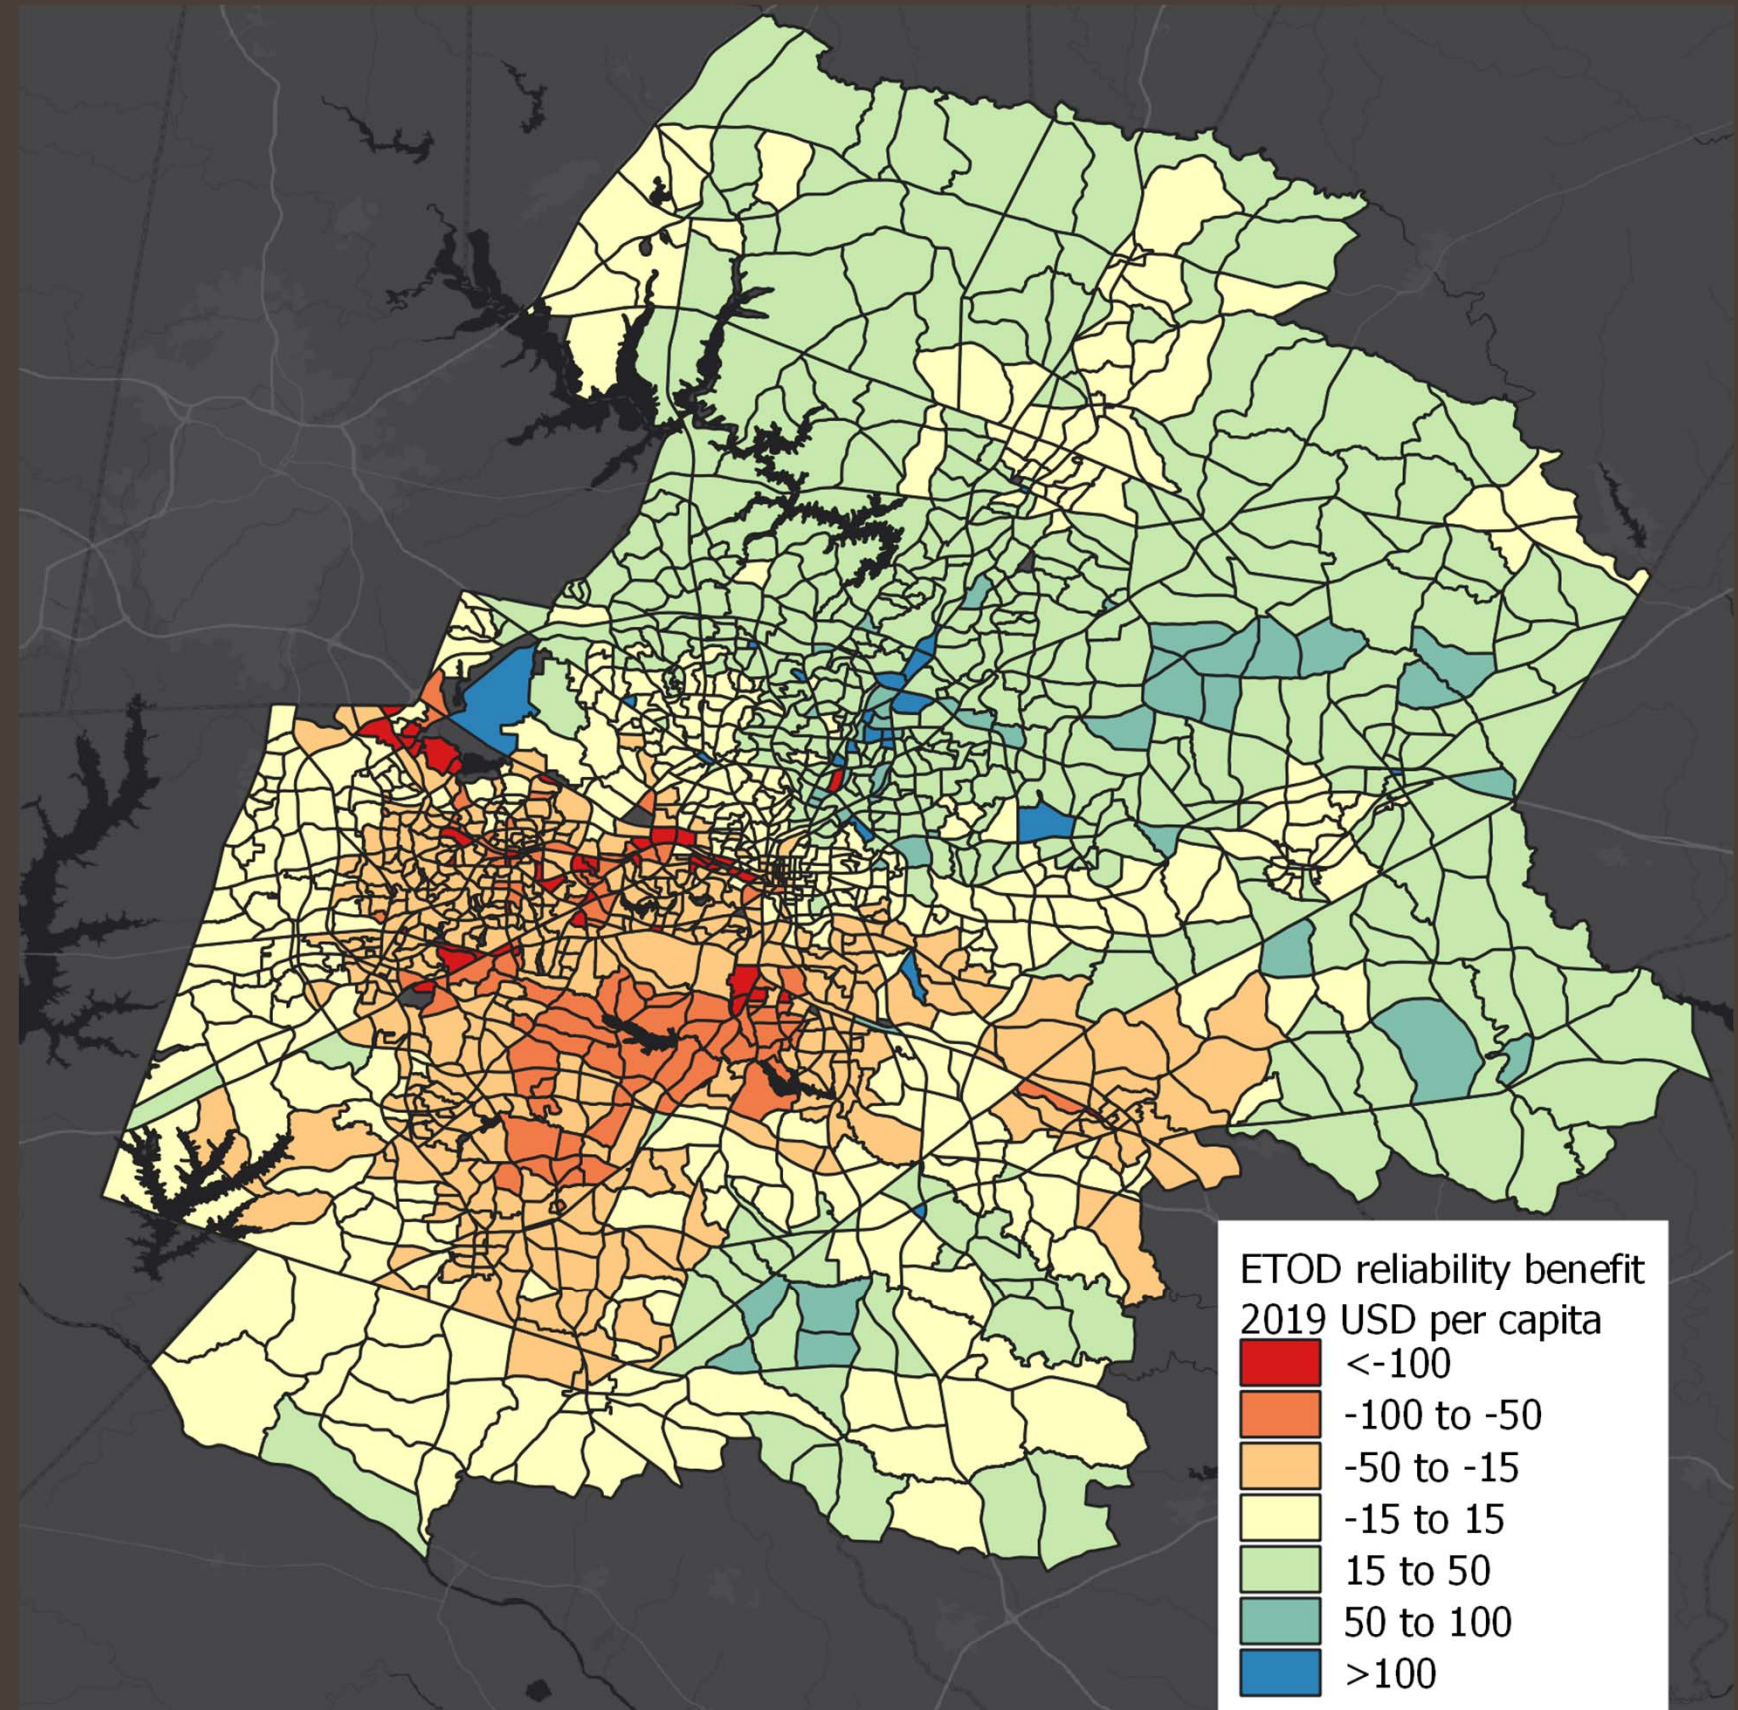 ETOD reliability benefit
2019 USD per capita
<-100
-100 to -50
-50 to -15
-15 to 15
15 to 50
50 to 100
>100